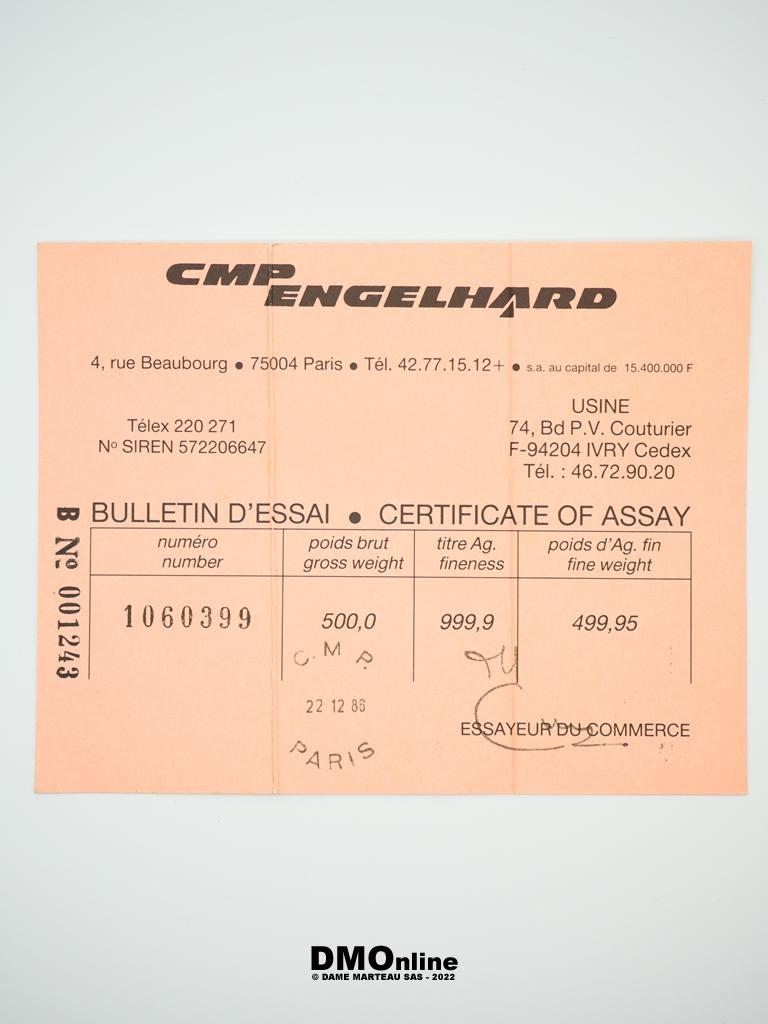 CMP
ENGELHARD
4, rue Beaubourg ● 75004 Paris ● Tél. 42.77.15.12+ ● s.a. au capital de 15.400.000 F
Télex 220 271
Nº SIREN 572206647
USINE
74, Bd P.V. Couturier
F-94204 IVRY Cedex
Tél. : 46.72.90.20
B Nº 001243
BULLETIN D'ESSAI ● CERTIFICATE OF ASSAY
numéro
number
poids brut
gross weight
titre Ag.
fineness
poids d'Ag. fin
fine weight
1060399
500,0
999,9
499,95
C.M.P.
22 12 86
PARIS
ESSAYEUR DU COMMERCE
DMOnline
© DAME MARTEAU SAS - 2022